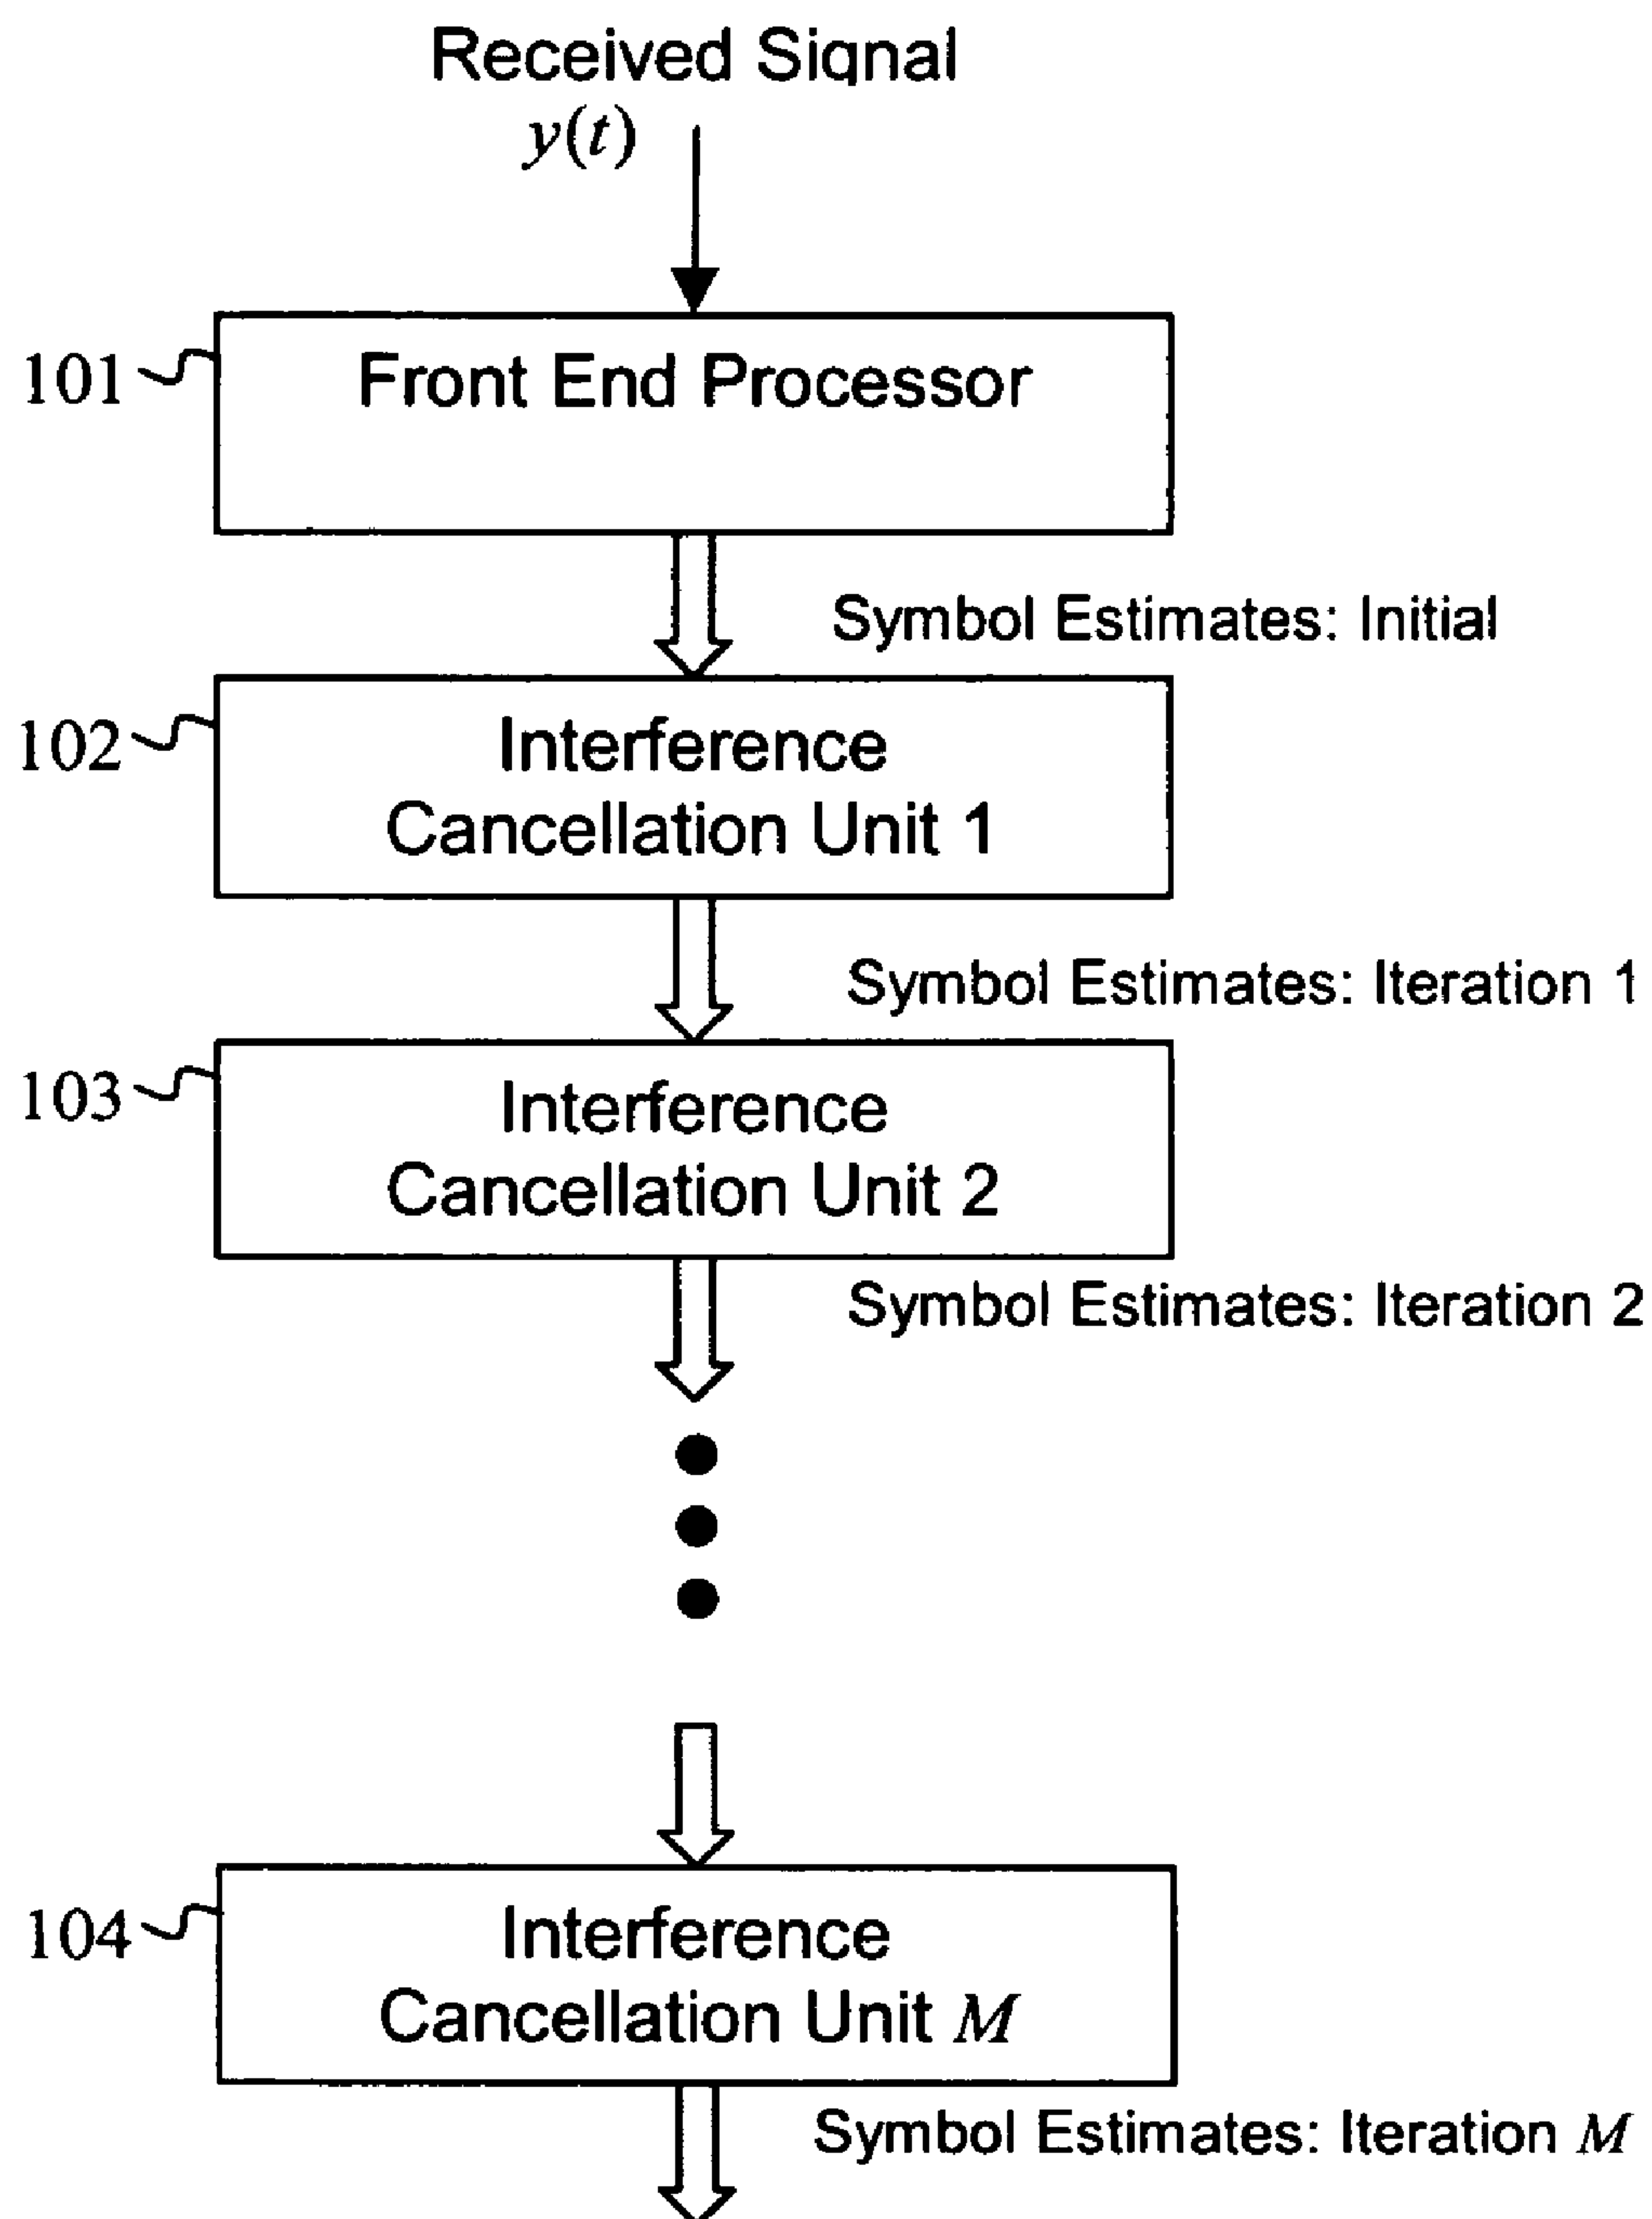 Received Signal
y(t)
101
Front End Processor
Symbol Estimates: Initial
102
Interference
Cancellation Unit 1
Symbol Estimates: Iteration 1
103
Interference
Cancellation Unit 2
Symbol Estimates: Iteration 2
104
Interference
Cancellation Unit M
Symbol Estimates: Iteration M